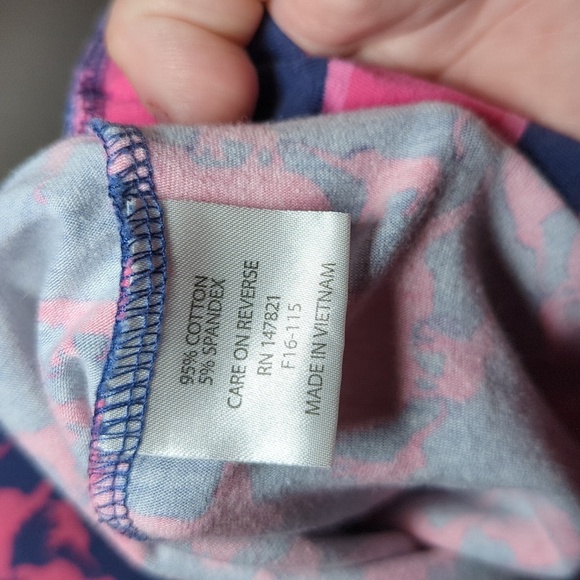 95% COTTON
5% SPANDEX
CARE ON REVERSE
RN 147821
F16-115
MADE IN VIETNAM